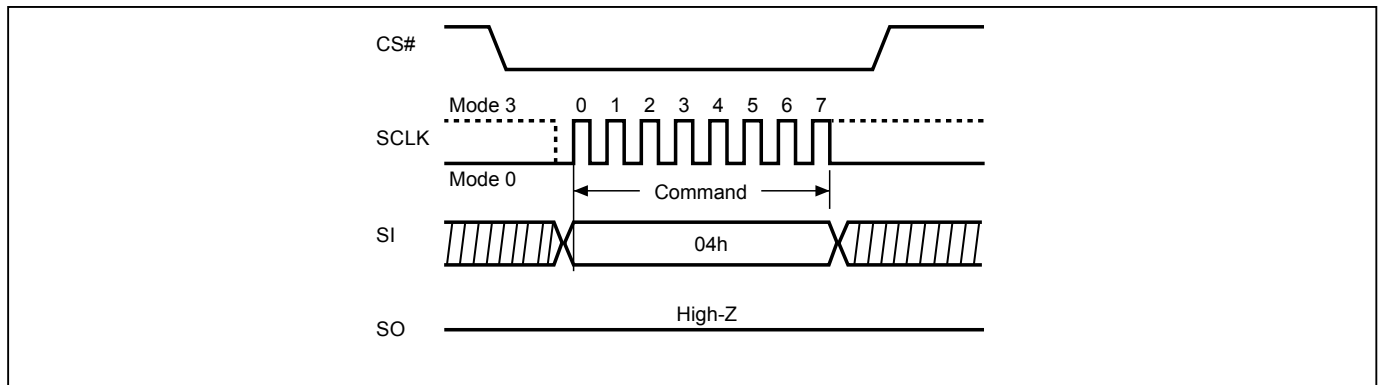 CS#
Mode 3
0 1 2 3 4 5 6 7
SCLK
Mode 0
Command
SI
04h
High-Z
SO